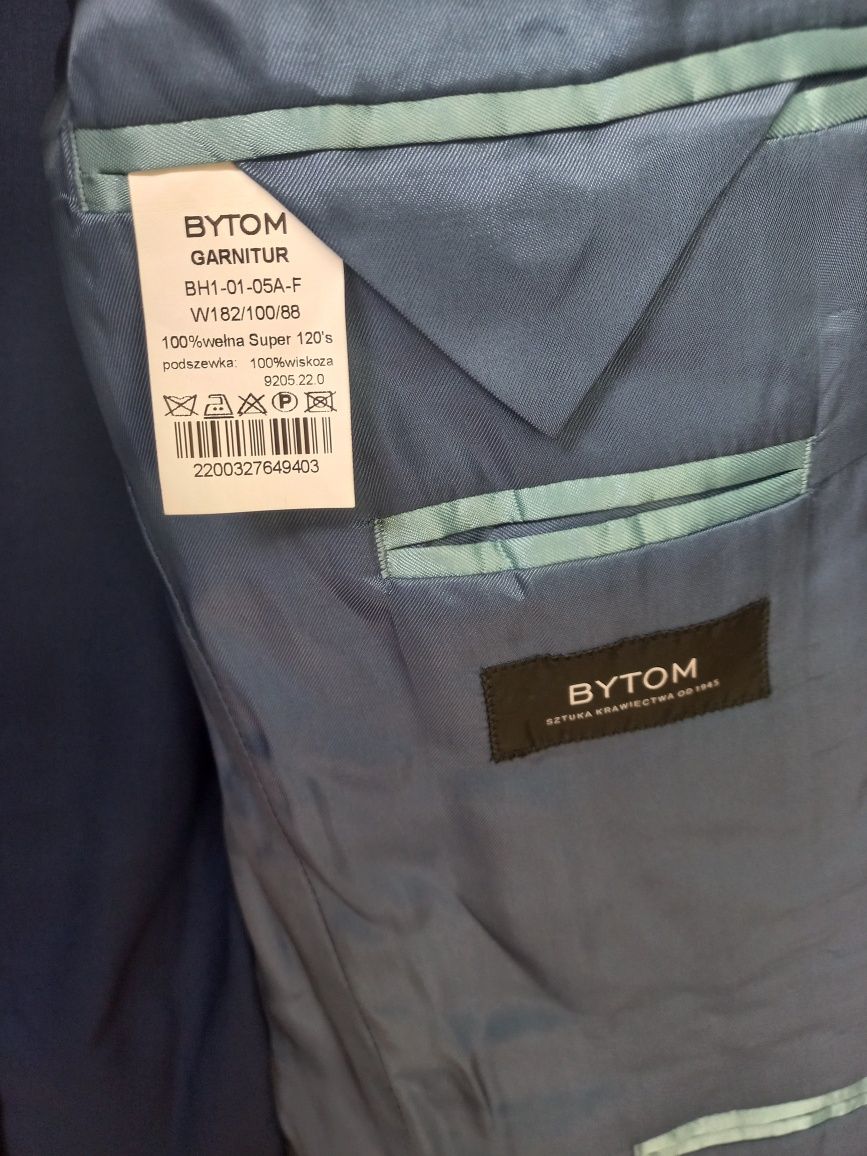 BYTOM
GARNITUR
BH1-01-05A-F
W182/100/88
100%wełna Super 120's
podszewka: 100%wiskoza
9205.22.0
P
2200327649403
BYTOM
SZTUKA KRAWIECTWA OD 1945